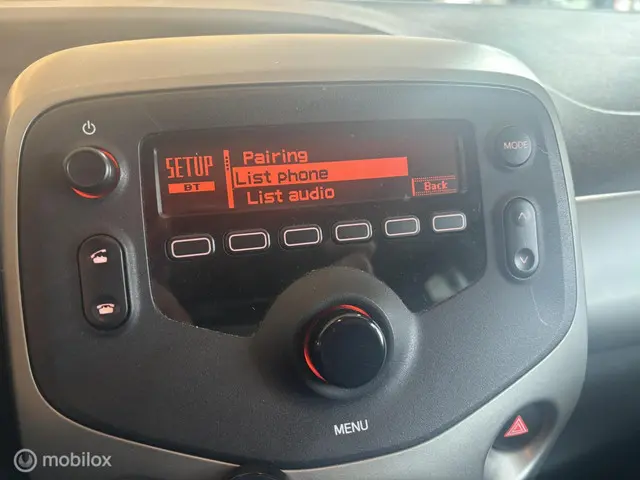 SETUP
BT
Pairing
List phone
List audio
Back
MODE
MENU
mobilox